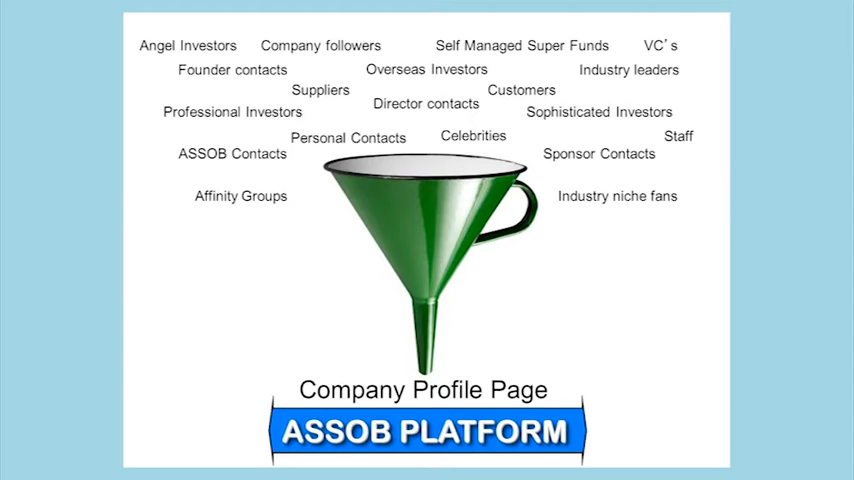 Angel Investors Company followers Self Managed Super Funds VC's
Founder contacts Overseas Investors Industry leaders
Suppliers Customers
Professional Investors Director contacts Sophisticated Investors
Personal Contacts Celebrities Staff
ASSOB Contacts Sponsor Contacts
Affinity Groups Industry niche fans
Company Profile Page
ASSOB PLATFORM